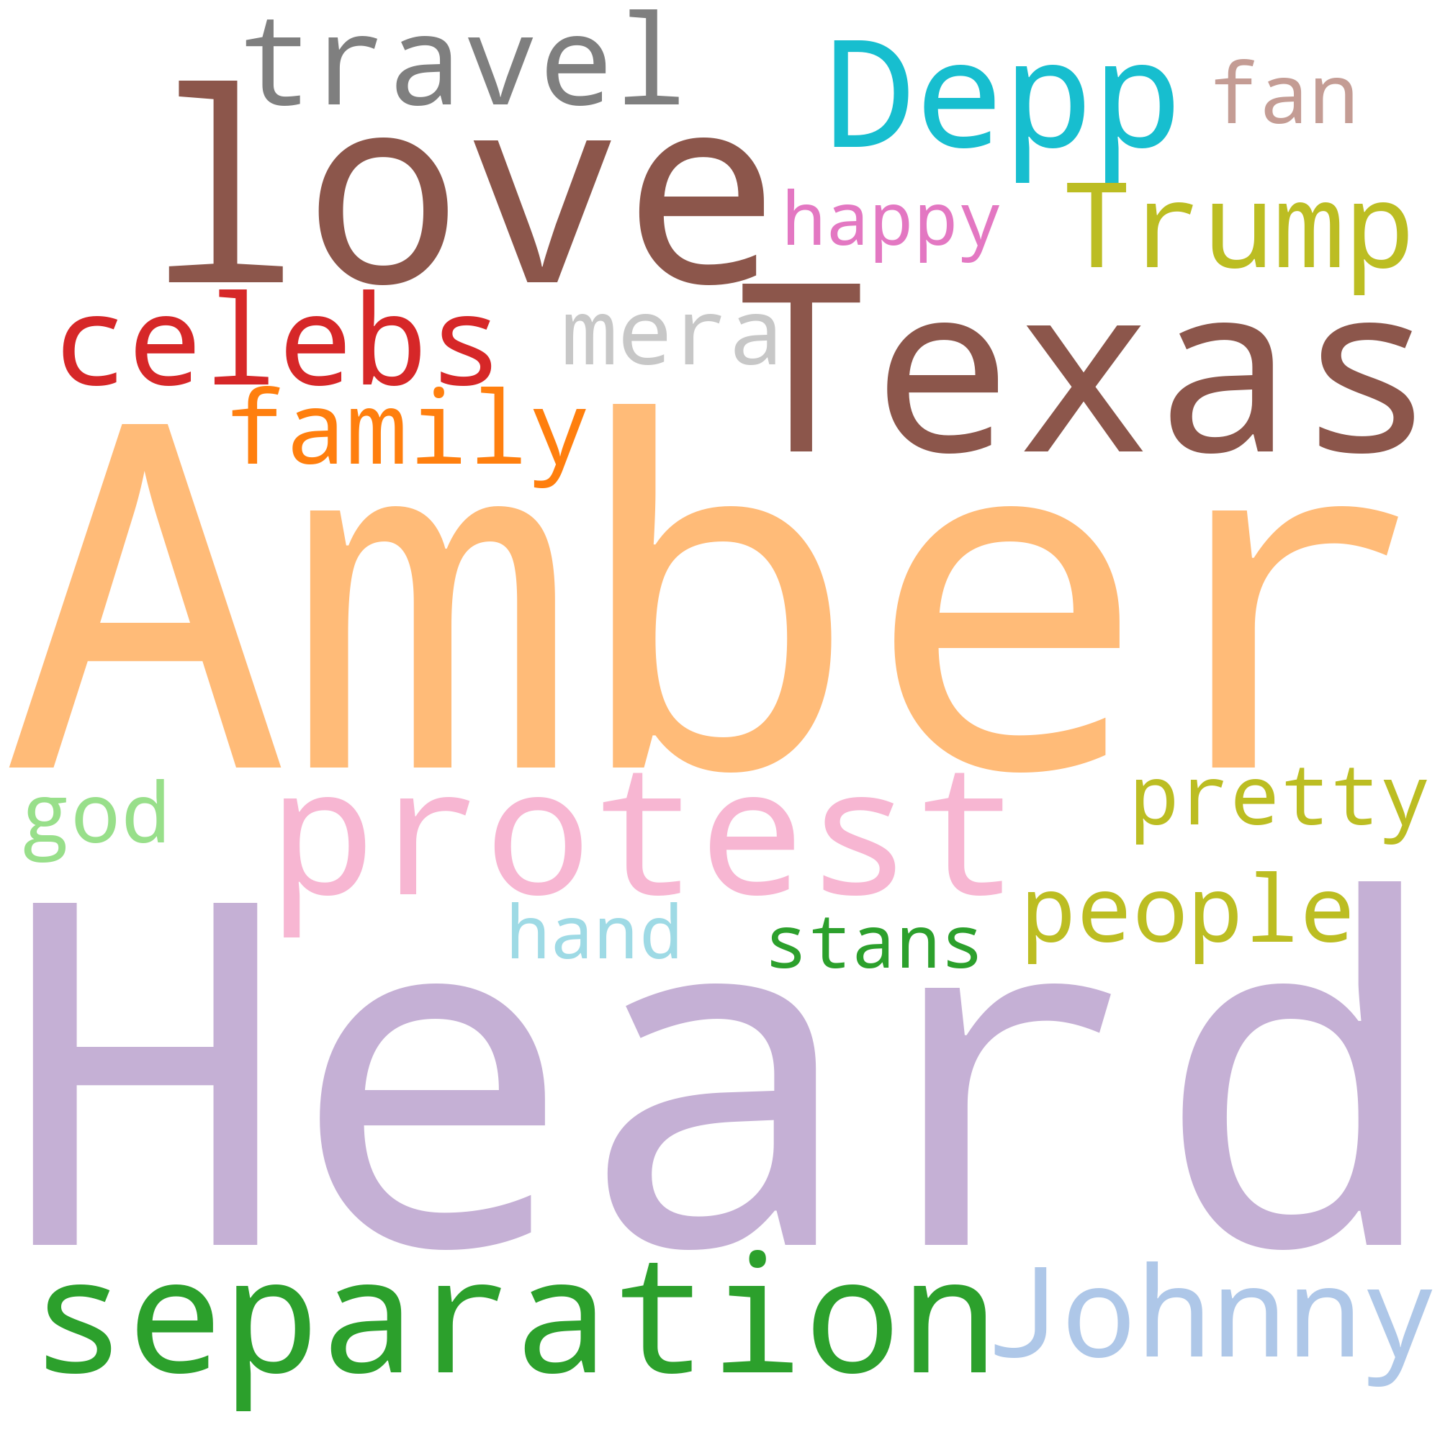 travel
Depp
fan
love
happy
Trump
celebs
mera
Texas
family
Amber
god
protest
pretty
hand
stans
people
Heard
separation
Johnny